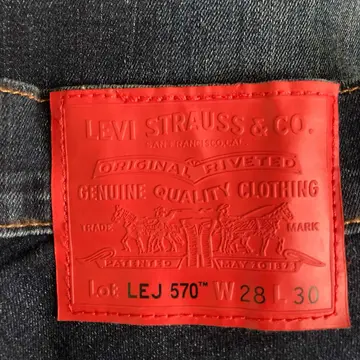 LEVI STRAUSS & CO.
SAN FRANCISCO, CAL.
ORIGINAL RIVETED
GENUINE QUALITY CLOTHING
TRADE MARK
PATENTED MAY 20 187
Lot LEJ 570™ W 28 L 30